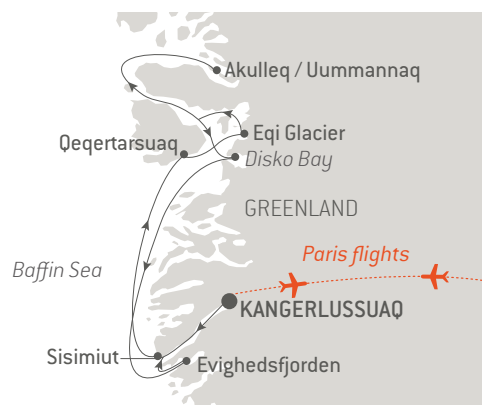 Akulleq / Uummannaq
Eqi Glacier
Qeqertarsuaq
Disko Bay
GREENLAND
Paris flights
Baffin Sea
KANGERLUSSUAQ
Sisimiut
Evighedsfjorden